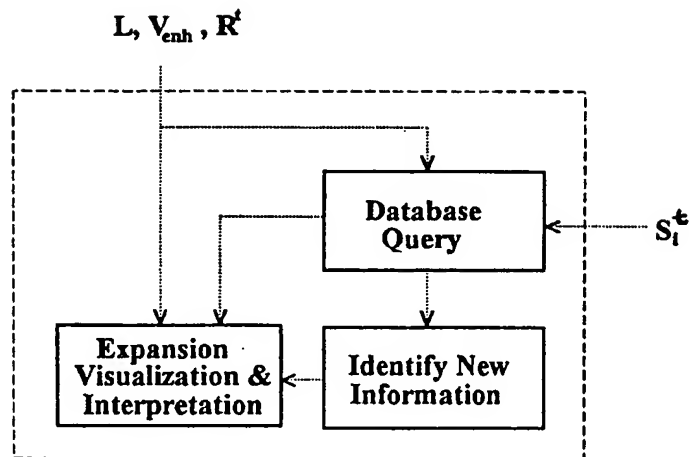 L, V_enh, R^t
Database
Query
S_i^t
Expansion
Visualization &
Interpretation
Identify New
Information